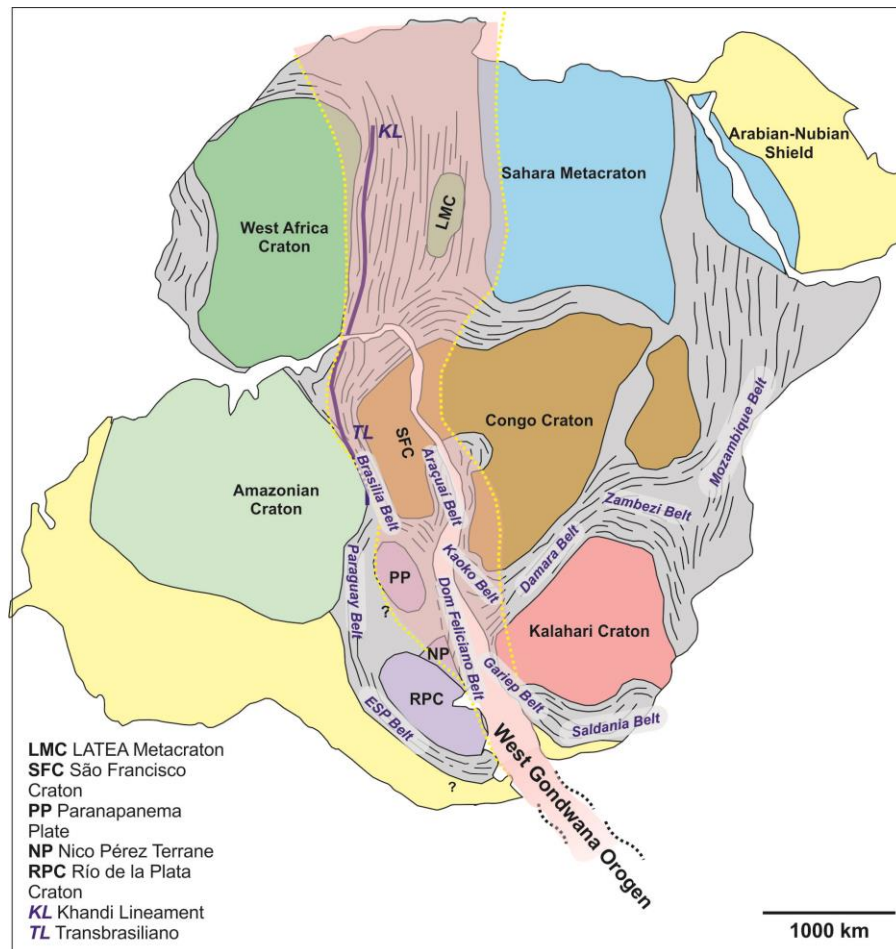 KL
Arabian-Nubian
Shield
Sahara Metacraton
LMC
West Africa
Craton
TL
SFC
Congo Craton
Mozambique Belt
Brasilia Belt
Araçuai Belt
Amazonian
Craton
Zambezi Belt
Damara Belt
Kaoko Belt
PP
Paraguay Belt
?
Dom Feliciano Belt
Kalahari Craton
NP
Gariep Belt
RPC
ESP Belt
Saldania Belt
?
West Gondwana Orogen
LMC LATEA Metacraton
SFC São Francisco
Craton
PP Paranapanema
Plate
NP Nico Pérez Terrane
RPC Río de la Plata
Craton
KL Khandi Lineament
TL Transbrasiliano
1000 km